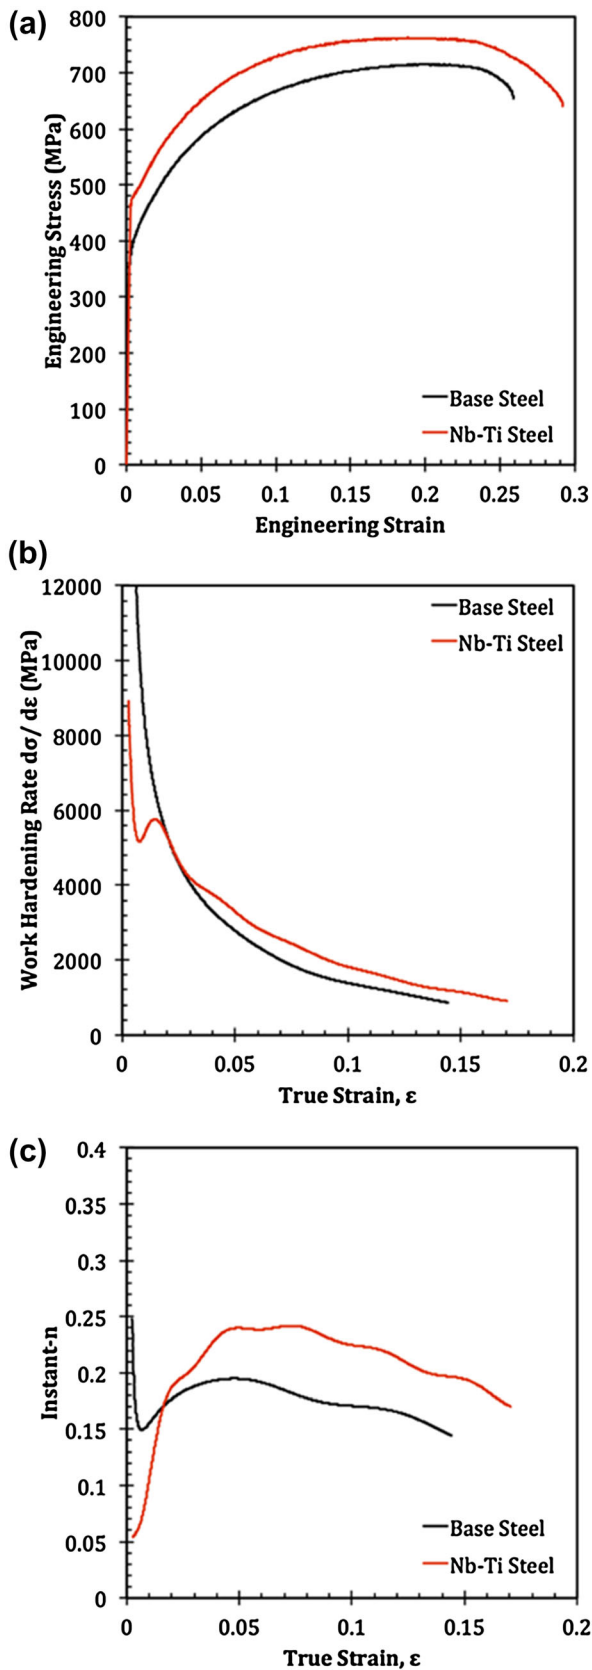 (a)
800
700
600
500
400
300
200
100
0
Engineering Stress (MPa)
Base Steel
Nb-Ti Steel
0 0.05 0.1 0.15 0.2 0.25 0.3
Engineering Strain
(b)
12000
10000
8000
6000
4000
2000
0
Work Hardening Rate dσ/ dε (MPa)
Base Steel
Nb-Ti Steel
0 0.05 0.1 0.15 0.2
True Strain, ε
(c)
0.4
0.35
0.3
0.25
0.2
0.15
0.1
0.05
0
Instant-n
Base Steel
Nb-Ti Steel
0 0.05 0.1 0.15 0.2
True Strain, ε